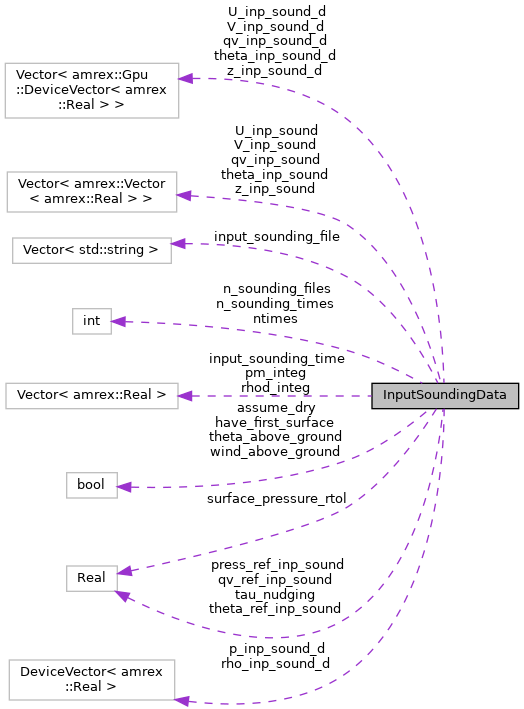 U_inp_sound_d
V_inp_sound_d
qv_inp_sound_d
theta_inp_sound_d
z_inp_sound_d
Vector< amrex::Gpu
::DeviceVector< amrex
::Real > >
U_inp_sound
V_inp_sound
qv_inp_sound
theta_inp_sound
z_inp_sound
Vector< amrex::Vector
< amrex::Real > >
input_sounding_file
Vector< std::string >
n_sounding_files
n_sounding_times
ntimes
int
input_sounding_time
pm_integ
rhod_integ
Vector< amrex::Real >
InputSoundingData
assume_dry
have_first_surface
theta_above_ground
wind_above_ground
bool
surface_pressure_rtol
Real
press_ref_inp_sound
qv_ref_inp_sound
tau_nudging
theta_ref_inp_sound
p_inp_sound_d
rho_inp_sound_d
DeviceVector< amrex
::Real >